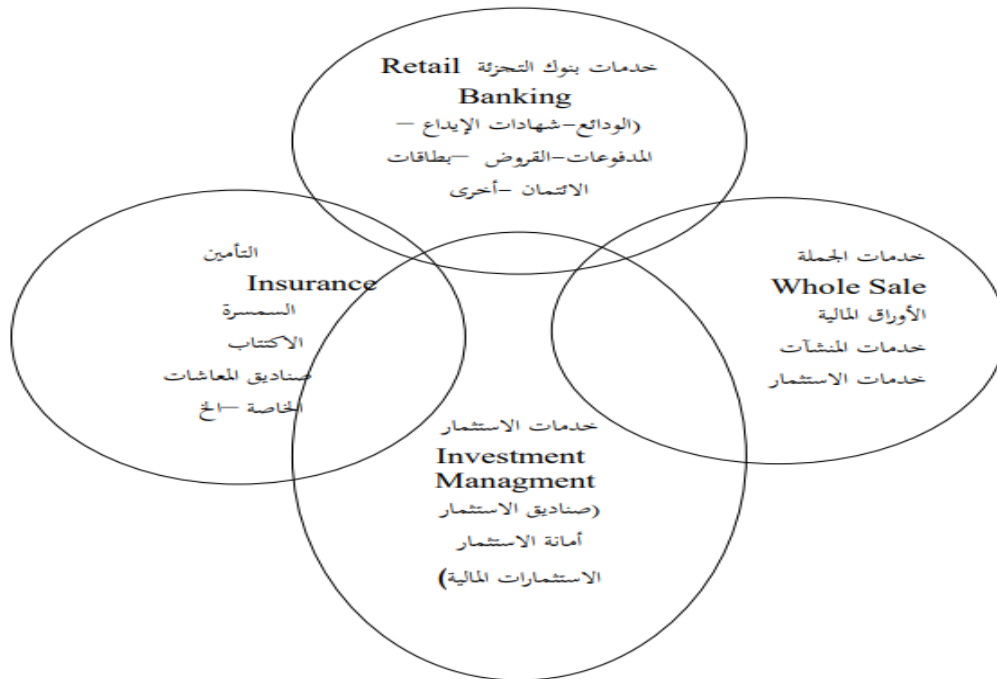 خدمات بنوك التجزئة Retail
Banking
(الودائع-شهادات الإيداع –
المدفوعات-القروض –بطاقات
الائتمان –أخرى
التأمين
Insurance
السمسرة
الاكتتاب
صناديق المعاشات
الخاصة –الخ
خدمات الجملة
Whole Sale
الأوراق المالية
خدمات المنشآت
خدمات الاستثمار
خدمات الاستثمار
Investment
Managment
(صناديق الاستثمار
أمانة الاستثمار
الاستثمارات المالية)